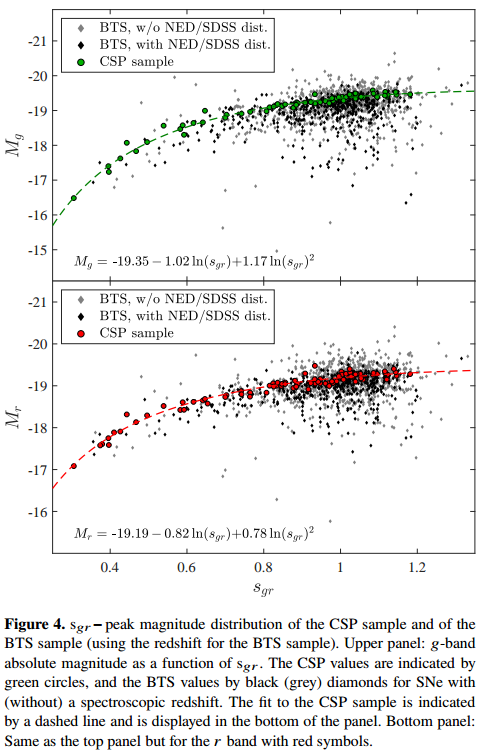 -21
-20
-19
-18
-17
-16
-15
M_g
BTS, w/o NED/SDSS dist.
BTS, with NED/SDSS dist.
CSP sample
M_g = -19.35 − 1.02 ln(s_gr)+1.17 ln(s_gr)^2
-21
-20
-19
-18
-17
-16
M_r
BTS, w/o NED/SDSS dist.
BTS, with NED/SDSS dist.
CSP sample
M_r = -19.19 − 0.82 ln(s_gr)+0.78 ln(s_gr)^2
0.4 0.6 0.8 1 1.2
s_gr
Figure 4. s_gr − peak magnitude distribution of the CSP sample and of the
BTS sample (using the redshift for the BTS sample). Upper panel: g-band
absolute magnitude as a function of s_gr. The CSP values are indicated by
green circles, and the BTS values by black (grey) diamonds for SNe with
(without) a spectroscopic redshift. The fit to the CSP sample is indicated
by a dashed line and is displayed in the bottom of the panel. Bottom panel:
Same as the top panel but for the r band with red symbols.